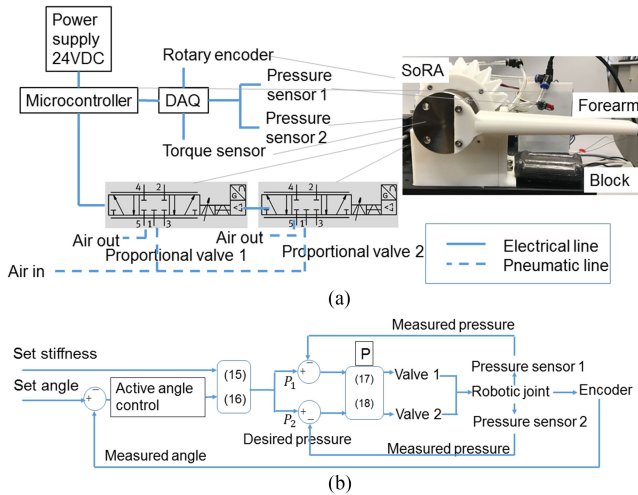 (a)
Power
supply
24VDC
Rotary encoder
SoRA
Pressure
sensor 1
Microcontroller
DAQ
Forearm
Pressure
sensor 2
Torque sensor
Block
4 2
4 2
G
G
5 1 3
5 1 3
Air out
Air out
Proportional valve 1
Proportional valve 2
Air in
Electrical line
Pneumatic line
(a)
Measured pressure
Set stiffness
P
Pressure sensor 1
(15)
(17)
Valve 1
Set angle
Active angle
control
P₁
Robotic joint
Encoder
(16)
(18)
Valve 2
P₂
Pressure sensor 2
Desired pressure
Measured angle
Measured pressure
(b)